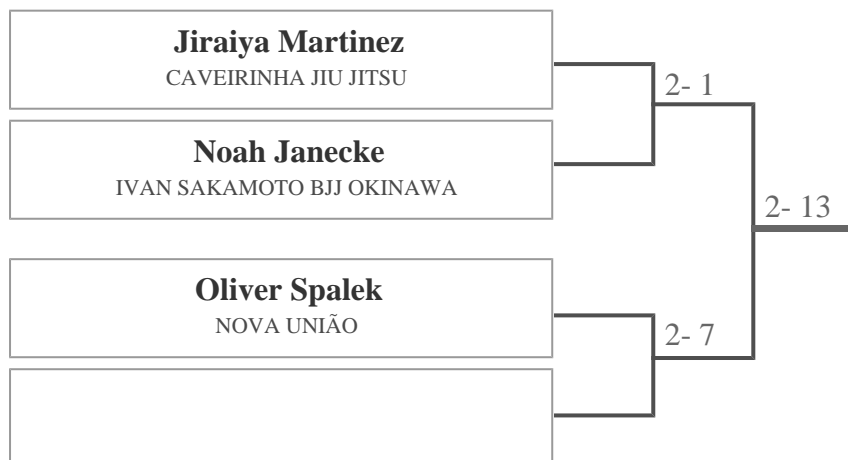 Jiraiya Martinez
CAVEIRINHA JIU JITSU
2- 1
Noah Janecke
IVAN SAKAMOTO BJJ OKINAWA
2- 13
Oliver Spalek
NOVA UNIÃO
2- 7